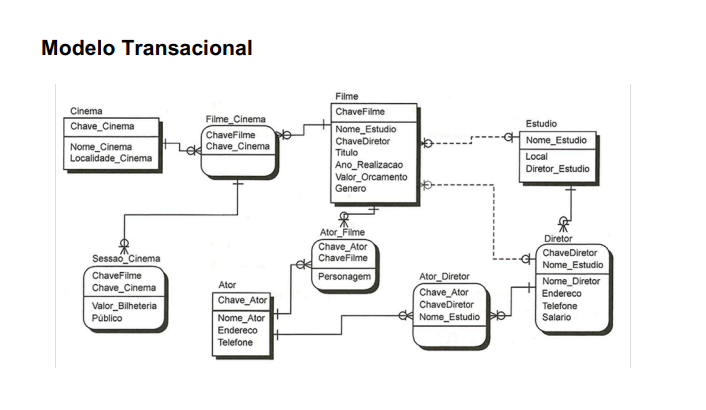 Modelo Transacional
Cinema
Chave_Cinema
Nome_Cinema
Localidade_Cinema
Filme_Cinema
ChaveFilme
Chave_Cinema
Filme
ChaveFilme
Nome_Estudio
ChaveDiretor
Titulo
Ano_Realizacao
Valor_Orcamento
Genero
Estudio
Nome_Estudio
Local
Diretor_Estudio
Sessao_Cinema
ChaveFilme
Chave_Cinema
Valor_Bilheteria
Público
Ator
Chave_Ator
Nome_Ator
Endereco
Telefone
Ator_Filme
Chave_Ator
ChaveFilme
Personagem
Ator_Diretor
Chave_Ator
ChaveDiretor
Nome_Estudio
Diretor
ChaveDiretor
Nome_Estudio
Nome_Diretor
Endereco
Telefone
Salario